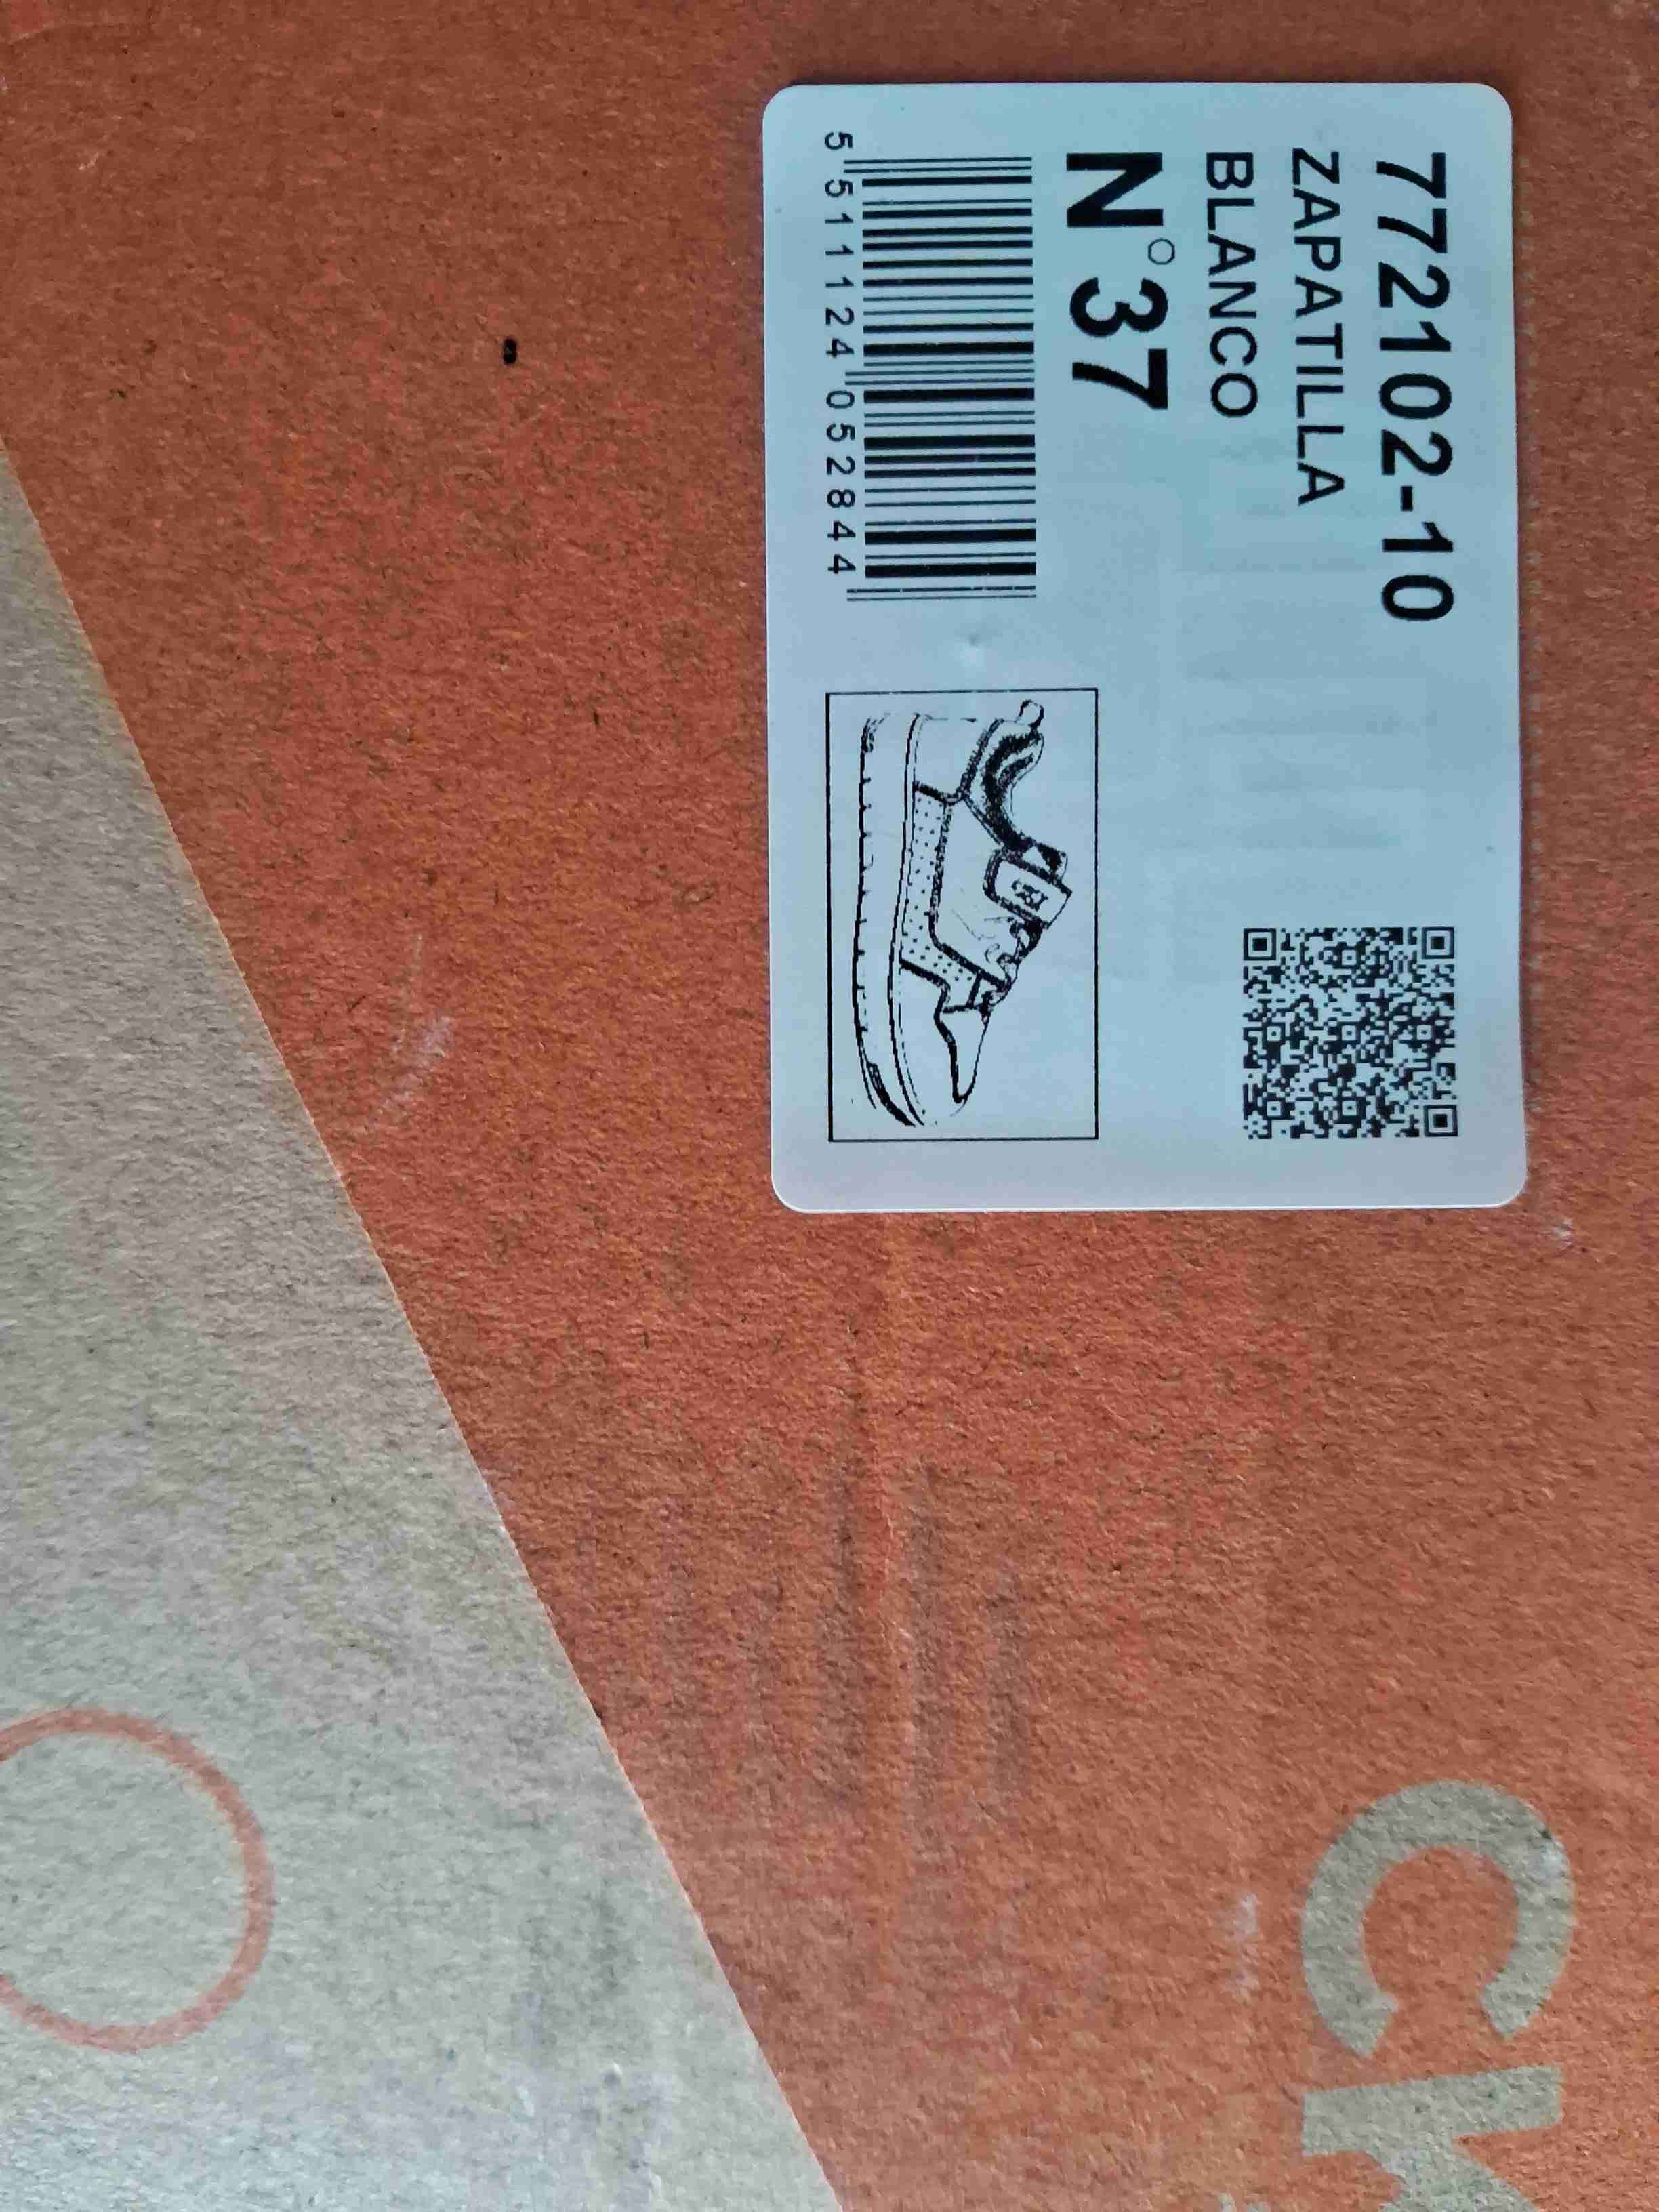 772102-10
ZAPATILLA
BLANCO
N°37
5 511124 052844